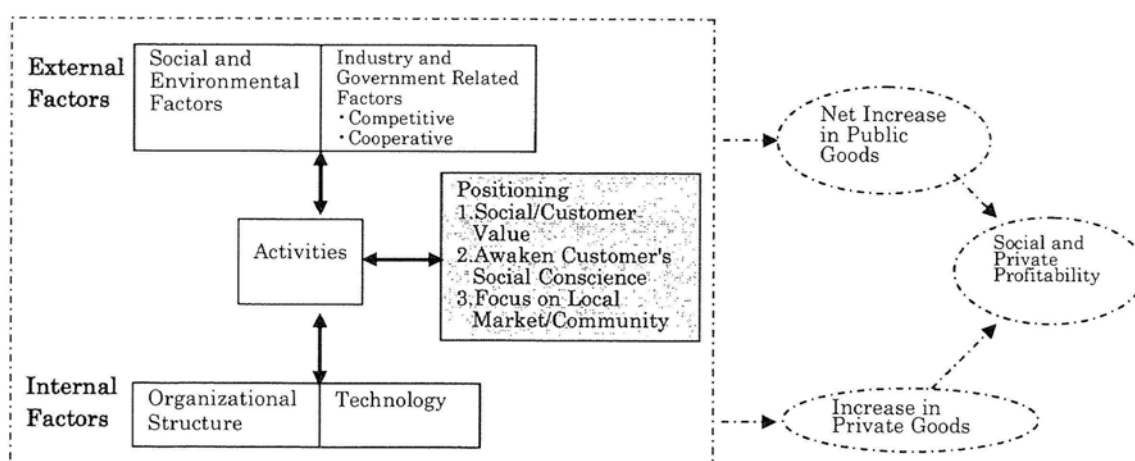 External
Factors
Social and
Environmental
Factors
Industry and
Government Related
Factors
・Competitive
・Cooperative
Activities
Positioning
1.Social/Customer
Value
2.Awaken Customer's
Social Conscience
3.Focus on Local
Market/Community
Internal
Factors
Organizational
Structure
Technology
Net Increase
in Public
Goods
Social and
Private
Profitability
Increase in
Private Goods